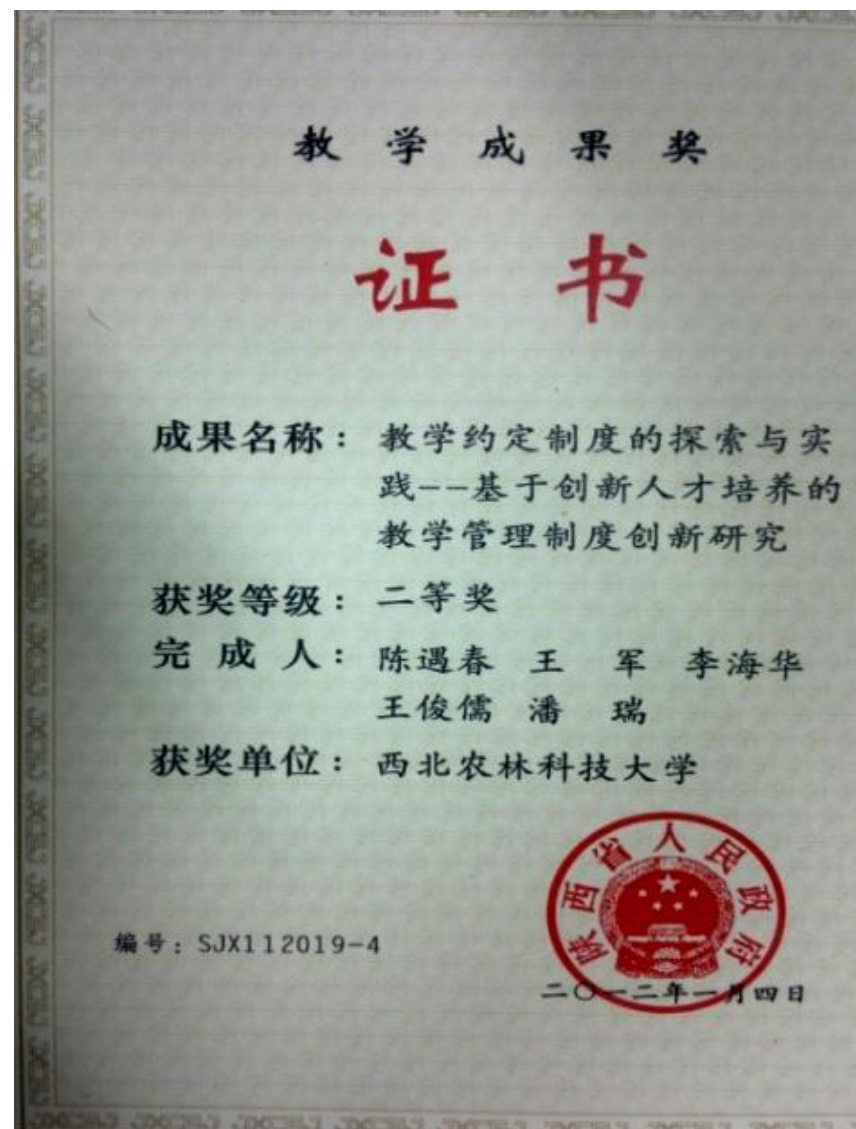 教学成果奖
证书
成果名称：教学约定制度的探索与实
践--基于创新人才培养的
教学管理制度创新研究
获奖等级：二等奖
完成人：陈遇春 王军 李海华
王俊儒 潘瑞
获奖单位：西北农林科技大学
陕西省人民政府
编号：SJX112019-4
二〇一二年一月四日